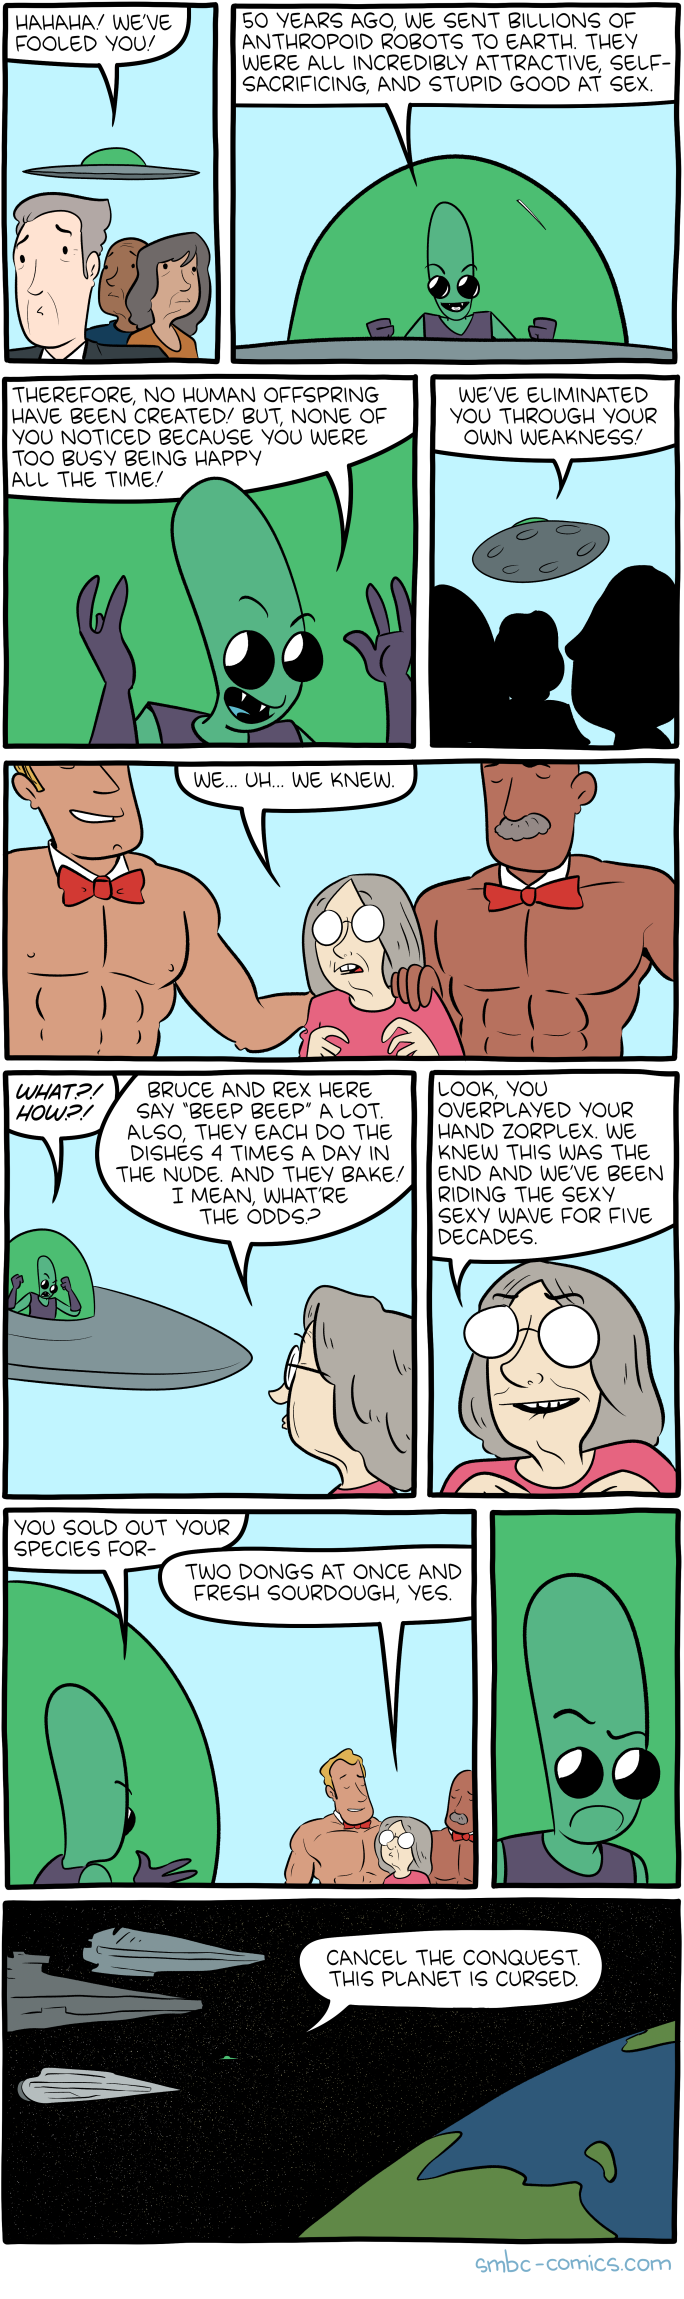 HAHAHA! WE'VE
FOOLED YOU!
50 YEARS AGO, WE SENT BILLIONS OF
ANTHROPOID ROBOTS TO EARTH. THEY
WERE ALL INCREDIBLY ATTRACTIVE, SELF-
SACRIFICING, AND STUPID GOOD AT SEX.
THEREFORE, NO HUMAN OFFSPRING
HAVE BEEN CREATED! BUT, NONE OF
YOU NOTICED BECAUSE YOU WERE
TOO BUSY BEING HAPPY
ALL THE TIME!
WE'VE ELIMINATED
YOU THROUGH YOUR
OWN WEAKNESS!
WE... UH... WE KNEW.
WHAT?!
HOW?!
BRUCE AND REX HERE
SAY "BEEP BEEP" A LOT.
ALSO, THEY EACH DO THE
DISHES 4 TIMES A DAY IN
THE NUDE. AND THEY BAKE!
I MEAN, WHAT'RE
THE ODDS?
LOOK, YOU
OVERPLAYED YOUR
HAND ZORPLEX. WE
KNEW THIS WAS THE
END AND WE'VE BEEN
RIDING THE SEXY
SEXY WAVE FOR FIVE
DECADES.
YOU SOLD OUT YOUR
SPECIES FOR-
TWO DONGS AT ONCE AND
FRESH SOURDOUGH, YES.
CANCEL THE CONQUEST.
THIS PLANET IS CURSED.
smbc-comics.com